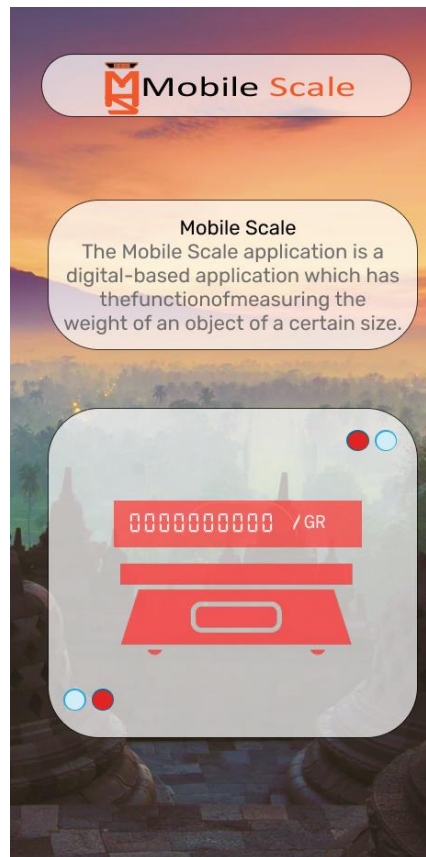 MS
Mobile Scale
Mobile Scale
The Mobile Scale application is a
digital-based application which has
thefunctionofmeasuring the
weight of an object of a certain size.
0000000000 /GR